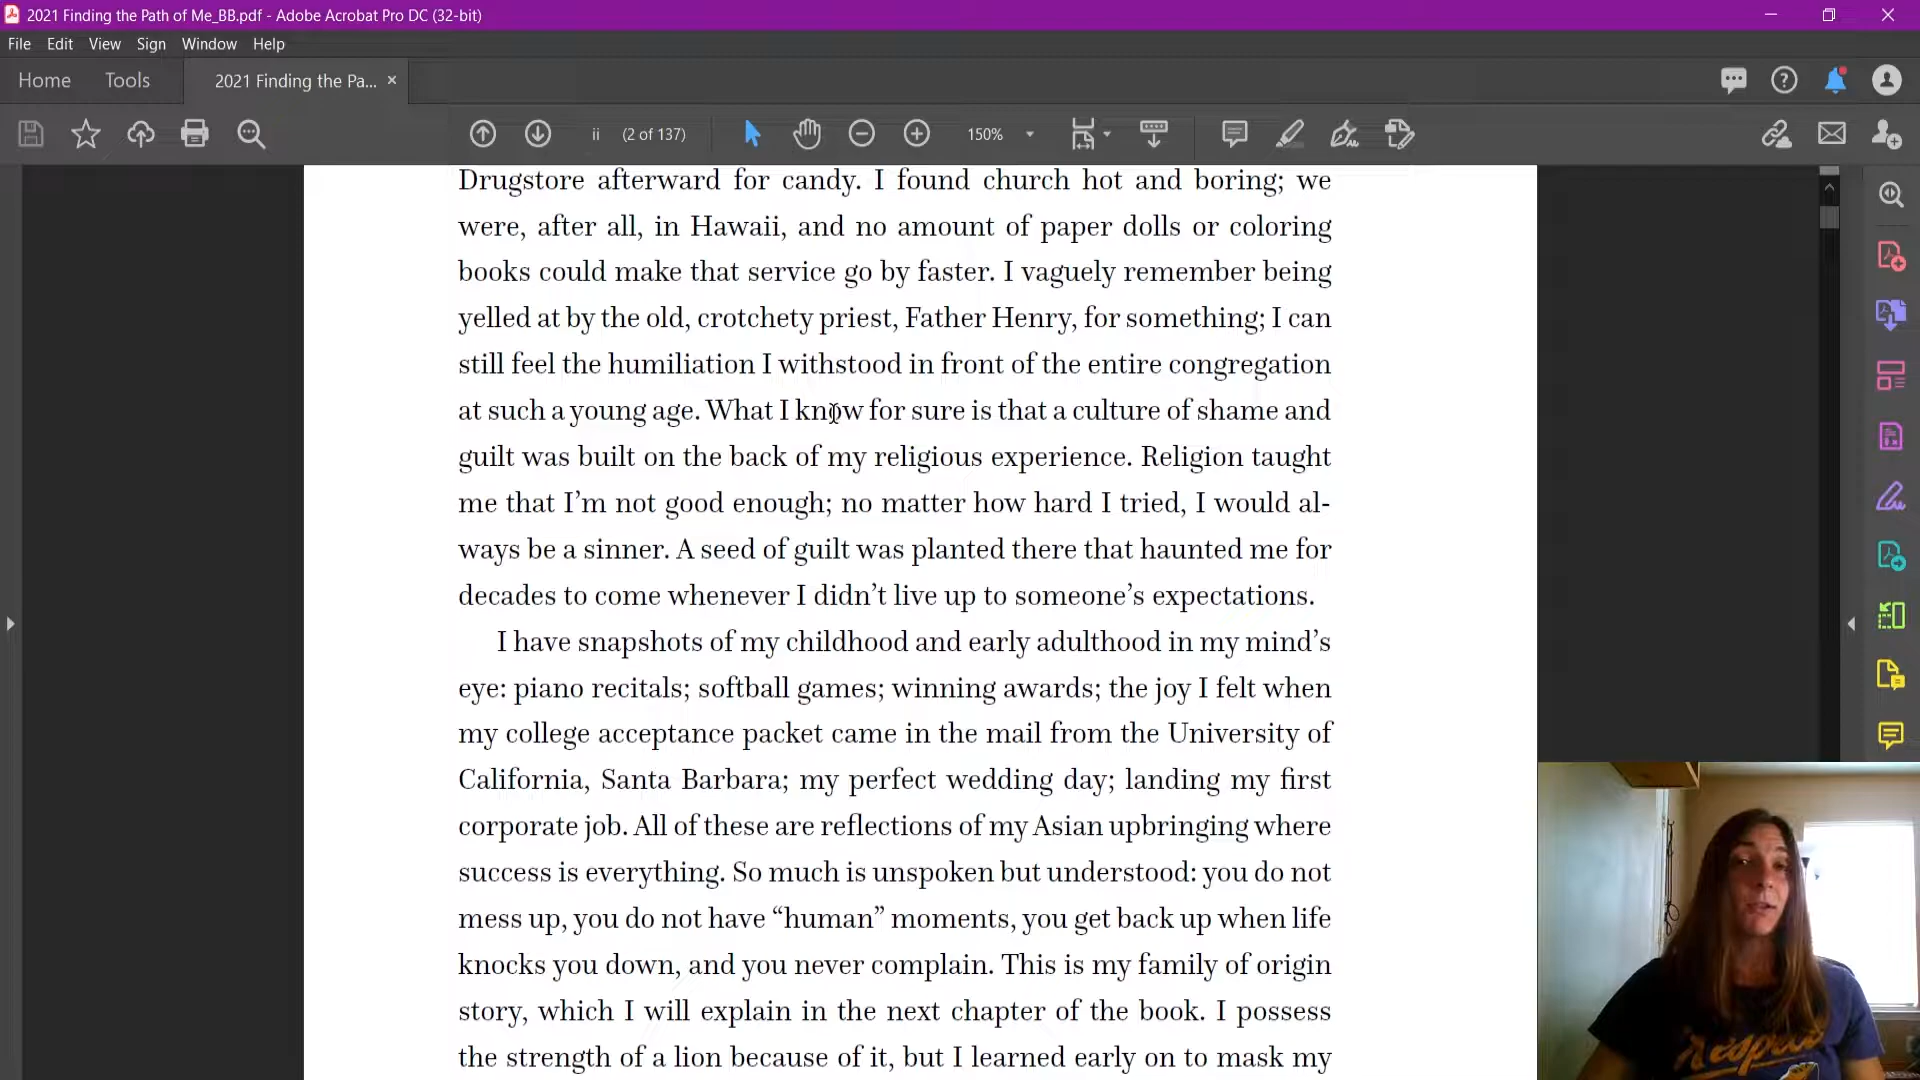 2021 Finding the Path of Me_BB.pdf - Adobe Acrobat Pro DC (32-bit)
File Edit View Sign Window Help
Home Tools 2021 Finding the Pa... ×
ii (2 of 137) 150%
Drugstore afterward for candy. I found church hot and boring; we
were, after all, in Hawaii, and no amount of paper dolls or coloring
books could make that service go by faster. I vaguely remember being
yelled at by the old, crotchety priest, Father Henry, for something; I can
still feel the humiliation I withstood in front of the entire congregation
at such a young age. What I know for sure is that a culture of shame and
guilt was built on the back of my religious experience. Religion taught
me that I’m not good enough; no matter how hard I tried, I would al-
ways be a sinner. A seed of guilt was planted there that haunted me for
decades to come whenever I didn’t live up to someone’s expectations.
I have snapshots of my childhood and early adulthood in my mind’s
eye: piano recitals; softball games; winning awards; the joy I felt when
my college acceptance packet came in the mail from the University of
California, Santa Barbara; my perfect wedding day; landing my first
corporate job. All of these are reflections of my Asian upbringing where
success is everything. So much is unspoken but understood: you do not
mess up, you do not have “human” moments, you get back up when life
knocks you down, and you never complain. This is my family of origin
story, which I will explain in the next chapter of the book. I possess
the strength of a lion because of it, but I learned early on to mask my